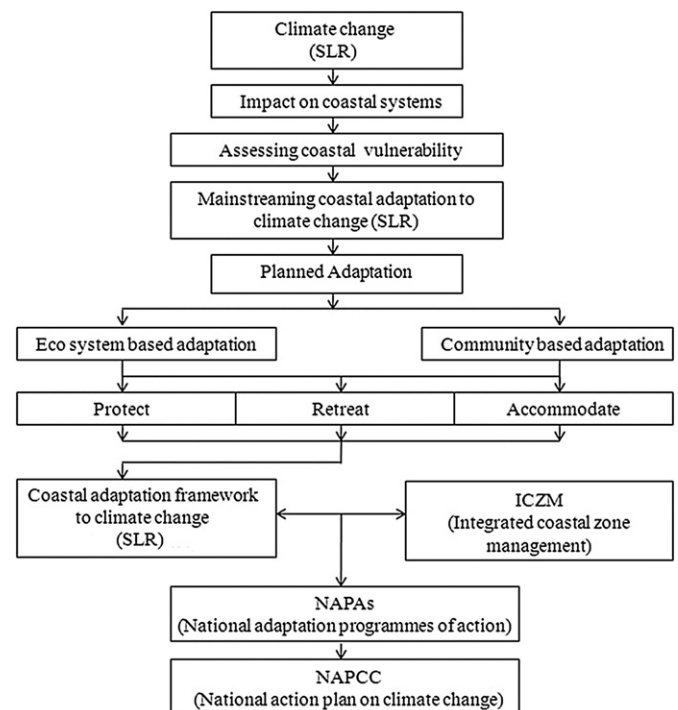 Climate change
(SLR)
Impact on coastal systems
Assessing coastal vulnerability
Mainstreaming coastal adaptation to
climate change (SLR)
Planned Adaptation
Eco system based adaptation
Community based adaptation
Protect
Retreat
Accommodate
Coastal adaptation framework
to climate change
(SLR)
ICZM
(Integrated coastal zone
management)
NAPAs
(National adaptation programmes of action)
NAPCC
(National action plan on climate change)